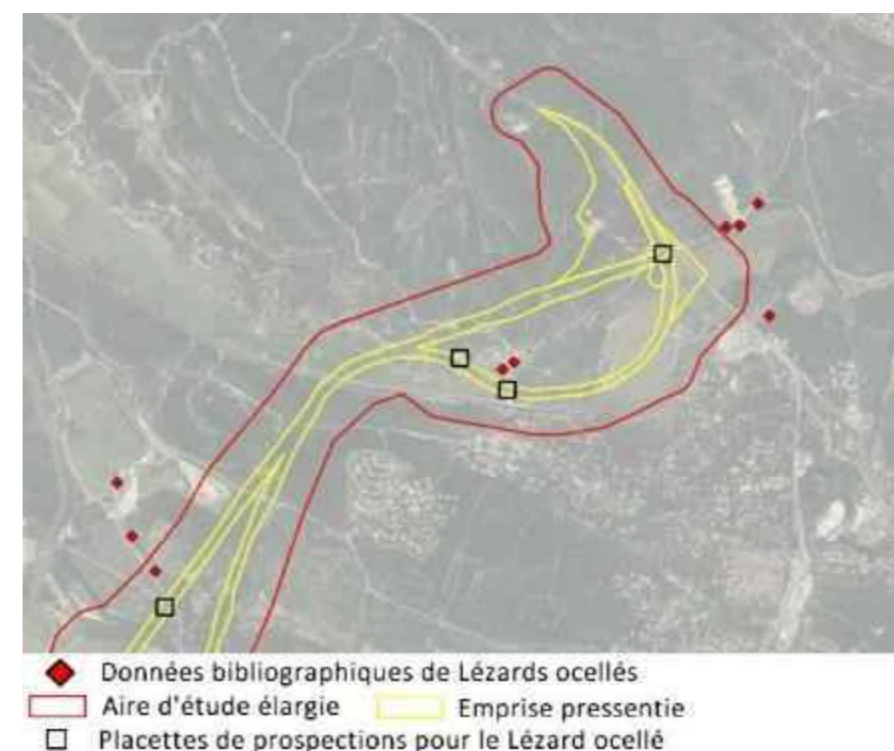 Données bibliographiques de Lézards ocellés
Aire d'étude élargie Emprise pressentie
Placettes de prospections pour le Lézard ocellé